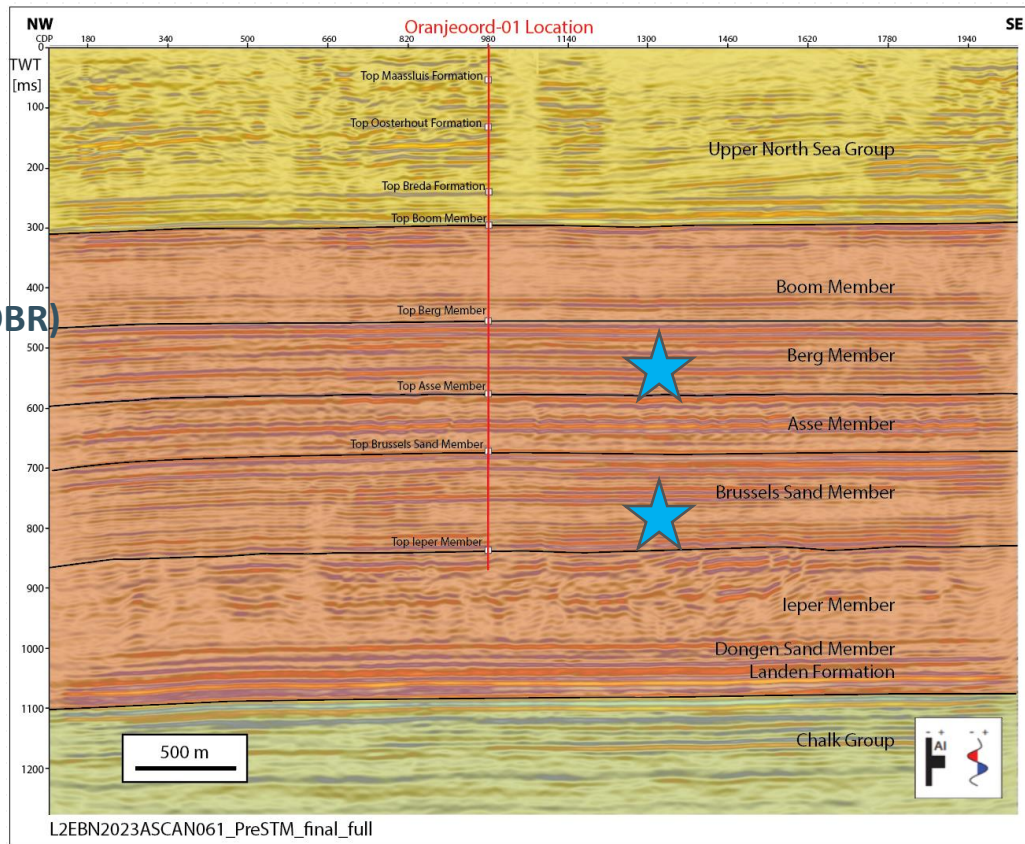 NW
Oranjeoord-01 Location
SE
CDP 180 340 500 660 820 980 1140 1300 1460 1620 1780 1940
0
TWT
[ms]
Top Maassluis Formation
100
Top Oosterhout Formation
Upper North Sea Group
200
Top Breda Formation
Top Boom Member
300
Boom Member
400
Top Berg Member
OBR)
500
Berg Member
Top Asse Member
600
Asse Member
Top Brussels Sand Member
700
Brussels Sand Member
800
Top Ieper Member
900
Ieper Member
1000
Dongen Sand Member
Landen Formation
1100
Chalk Group
- + - +
AI
500 m
1200
L2EBN2023ASCAN061_PreSTM_final_full